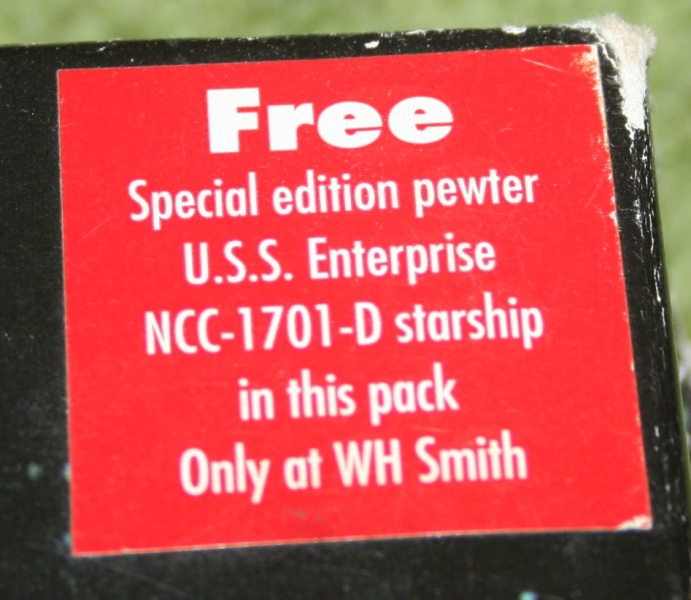 Free
Special edition pewter
U.S.S. Enterprise
NCC-1701-D starship
in this pack
Only at WH Smith